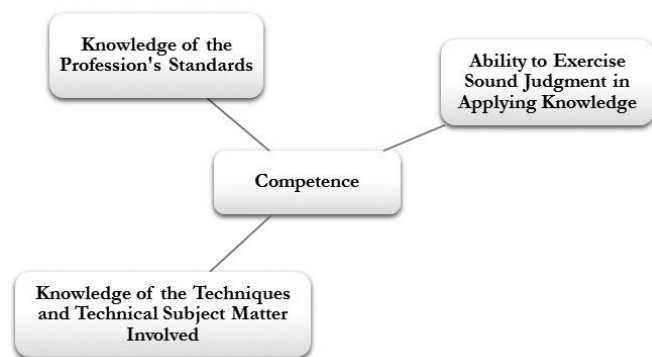 Knowledge of the
Profession's Standards
Ability to Exercise
Sound Judgment in
Applying Knowledge
Competence
Knowledge of the Techniques
and Technical Subject Matter
Involved